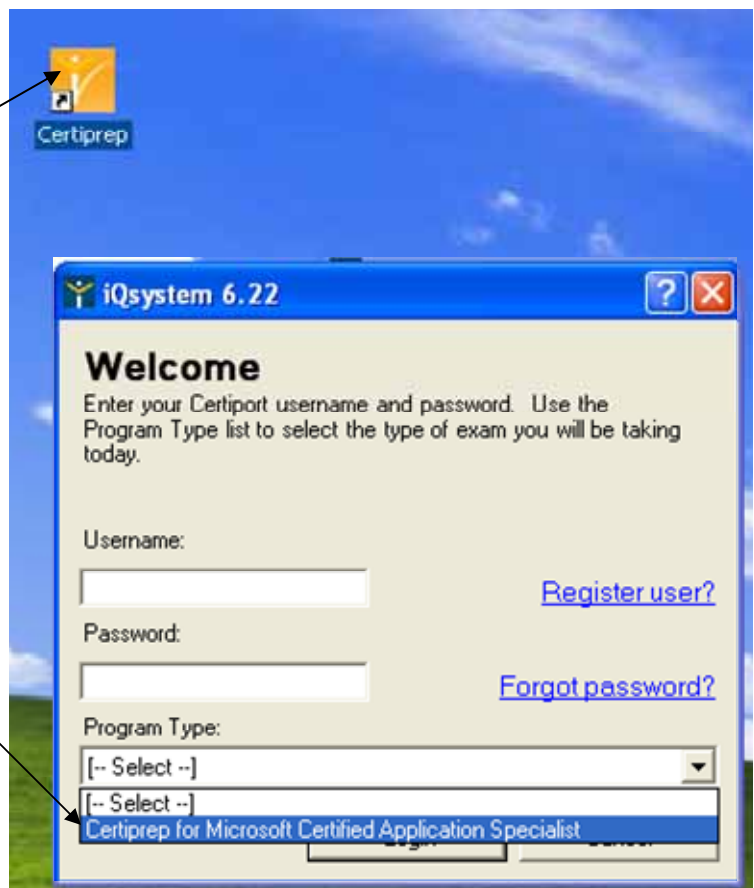 Certiprep
iQsystem 6.22
Welcome
Enter your Certiport username and password. Use the
Program Type list to select the type of exam you will be taking
today.
Username:
Register user?
Password:
Forgot password?
Program Type:
[-- Select --]
[-- Select --]
Certiprep for Microsoft Certified Application Specialist